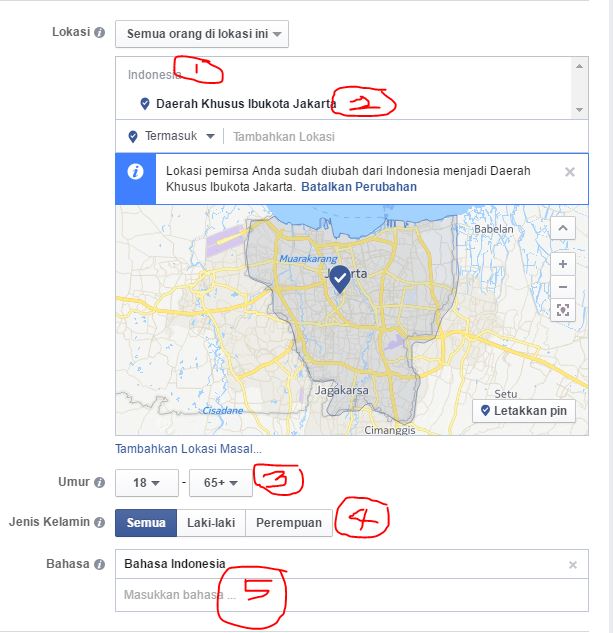 Lokasi Semua orang di lokasi ini
Indonesia 1
Daerah Khusus Ibukota Jakarta 2
Termasuk Tambahkan Lokasi
Lokasi pemirsa Anda sudah diubah dari Indonesia menjadi Daerah
Khusus Ibukota Jakarta. Batalkan Perubahan
Babelan
Muarakarang
Jakarta
Jagakarsa
Setu
Cisadane
Letakkan pin
Cimanggis
Tambahkan Lokasi Masal...
Umur 18 - 65+ 3
Jenis Kelamin Semua Laki-laki Perempuan 4
Bahasa Bahasa Indonesia
Masukkan bahasa ... 5